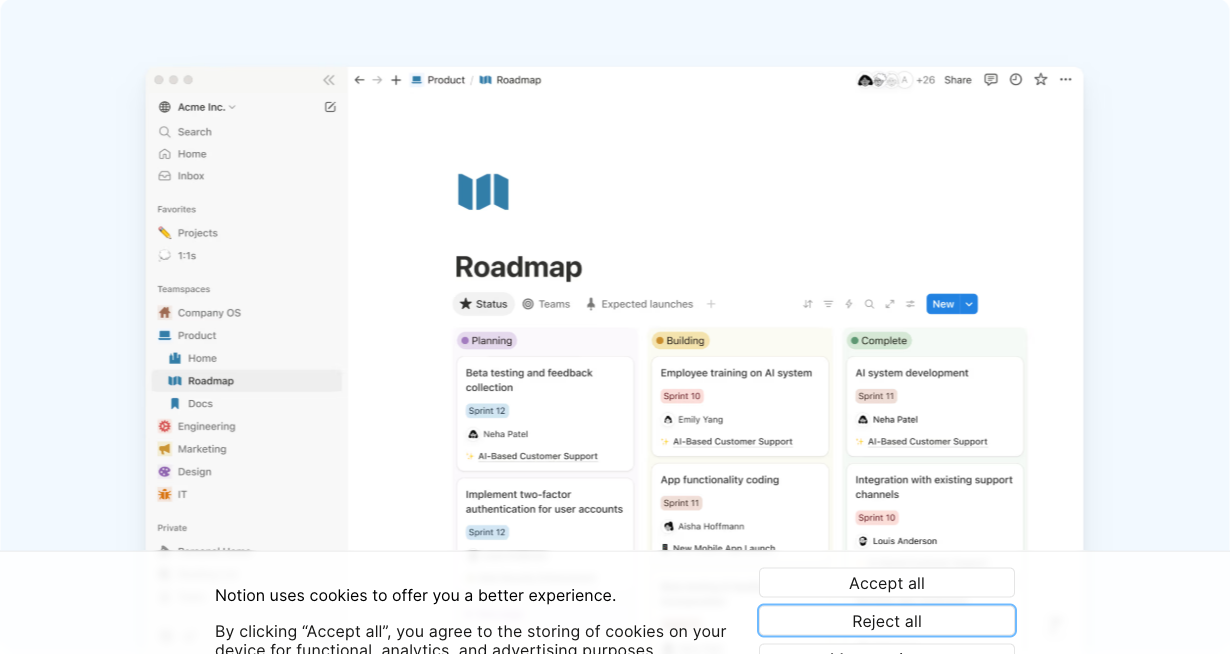 Product / Roadmap
A +26 Share
Acme Inc.
Search
Home
Inbox
Favorites
Projects
1:1s
Teamspaces
Company OS
Product
Home
Roadmap
Docs
Engineering
Marketing
Design
IT
Private
Roadmap
Status Teams Expected launches
New
Planning
Beta testing and feedback
collection
Sprint 12
Neha Patel
AI-Based Customer Support
Implement two-factor
authentication for user accounts
Sprint 12
Building
Employee training on AI system
Sprint 10
Emily Yang
AI-Based Customer Support
App functionality coding
Sprint 11
Aisha Hoffmann
New Mobile App Launch
Complete
AI system development
Sprint 11
Neha Patel
AI-Based Customer Support
Integration with existing support
channels
Sprint 10
Louis Anderson
Notion uses cookies to offer you a better experience.
By clicking “Accept all”, you agree to the storing of cookies on your
device for functional, analytics, and advertising purposes.
Accept all
Reject all